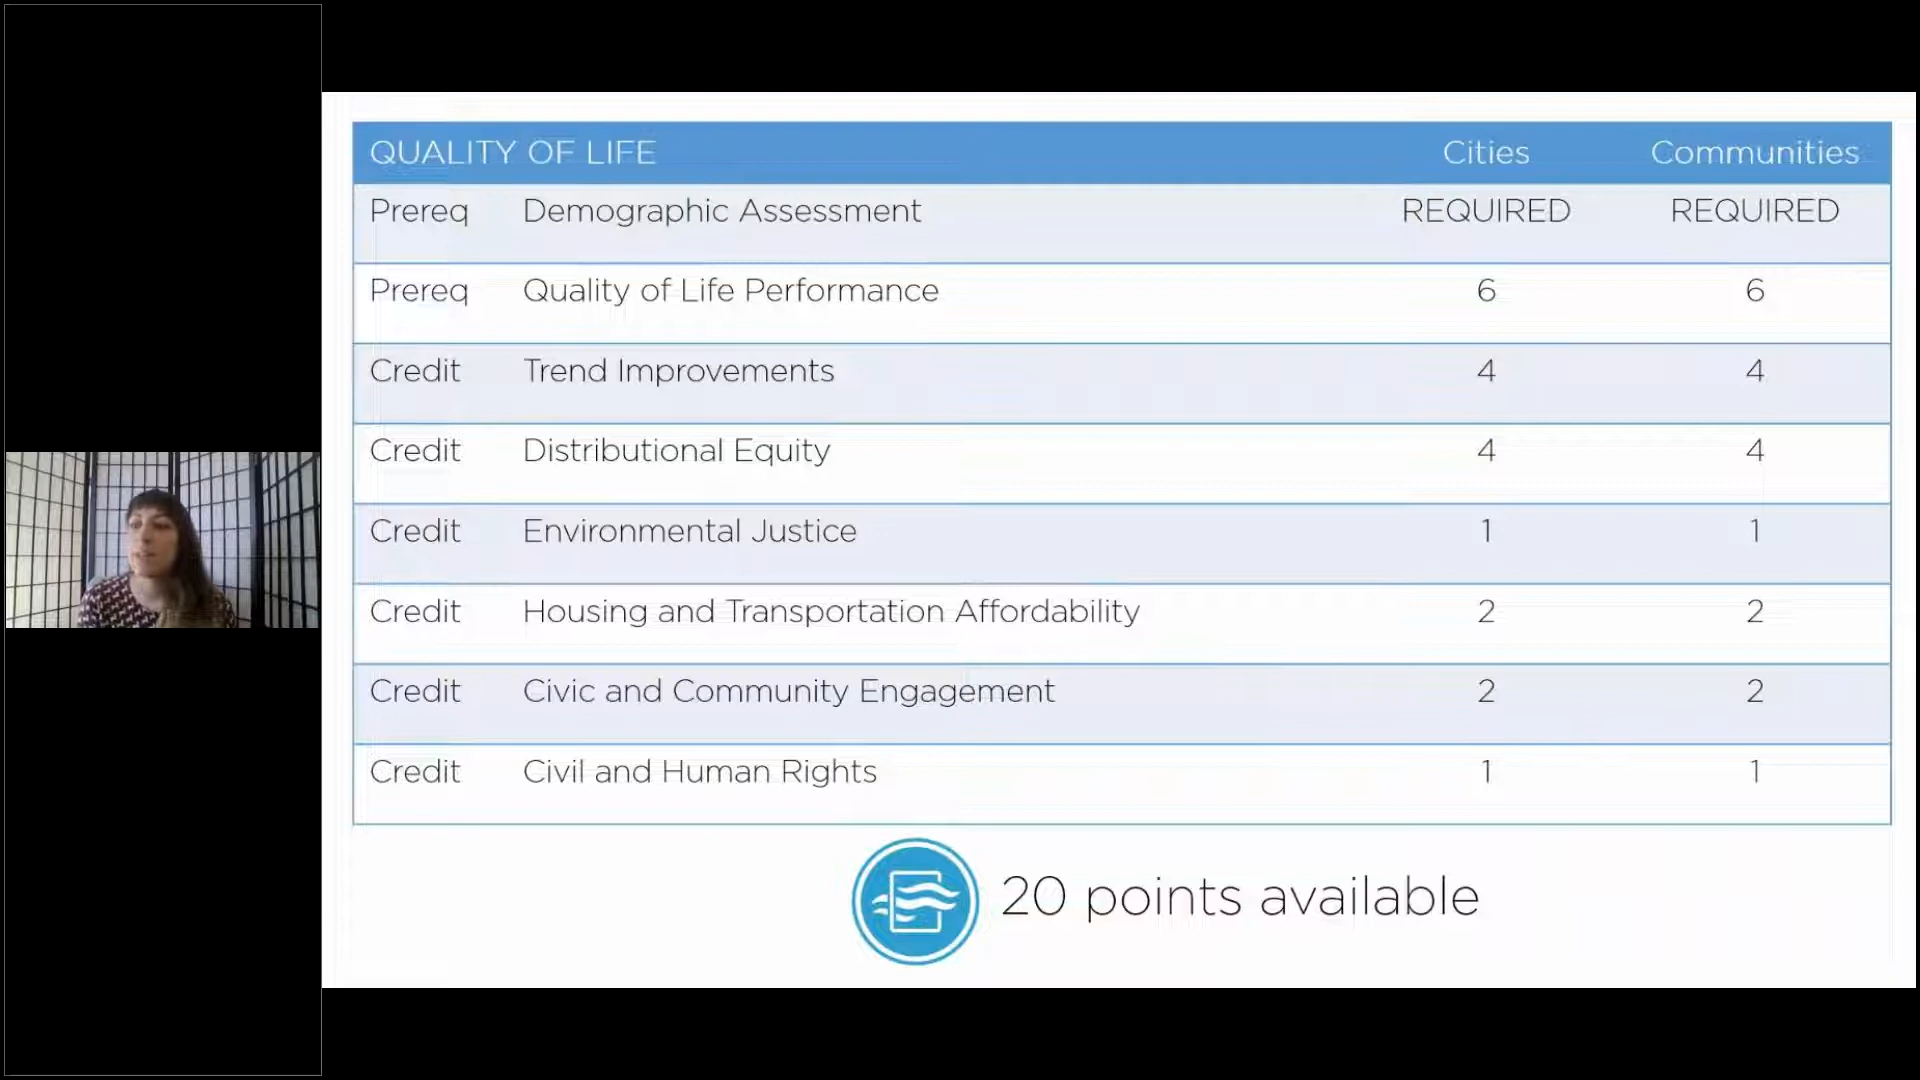 QUALITY OF LIFE Cities Communities
Prereq Demographic Assessment REQUIRED REQUIRED
Prereq Quality of Life Performance 6 6
Credit Trend Improvements 4 4
Credit Distributional Equity 4 4
Credit Environmental Justice 1 1
Credit Housing and Transportation Affordability 2 2
Credit Civic and Community Engagement 2 2
Credit Civil and Human Rights 1 1
20 points available